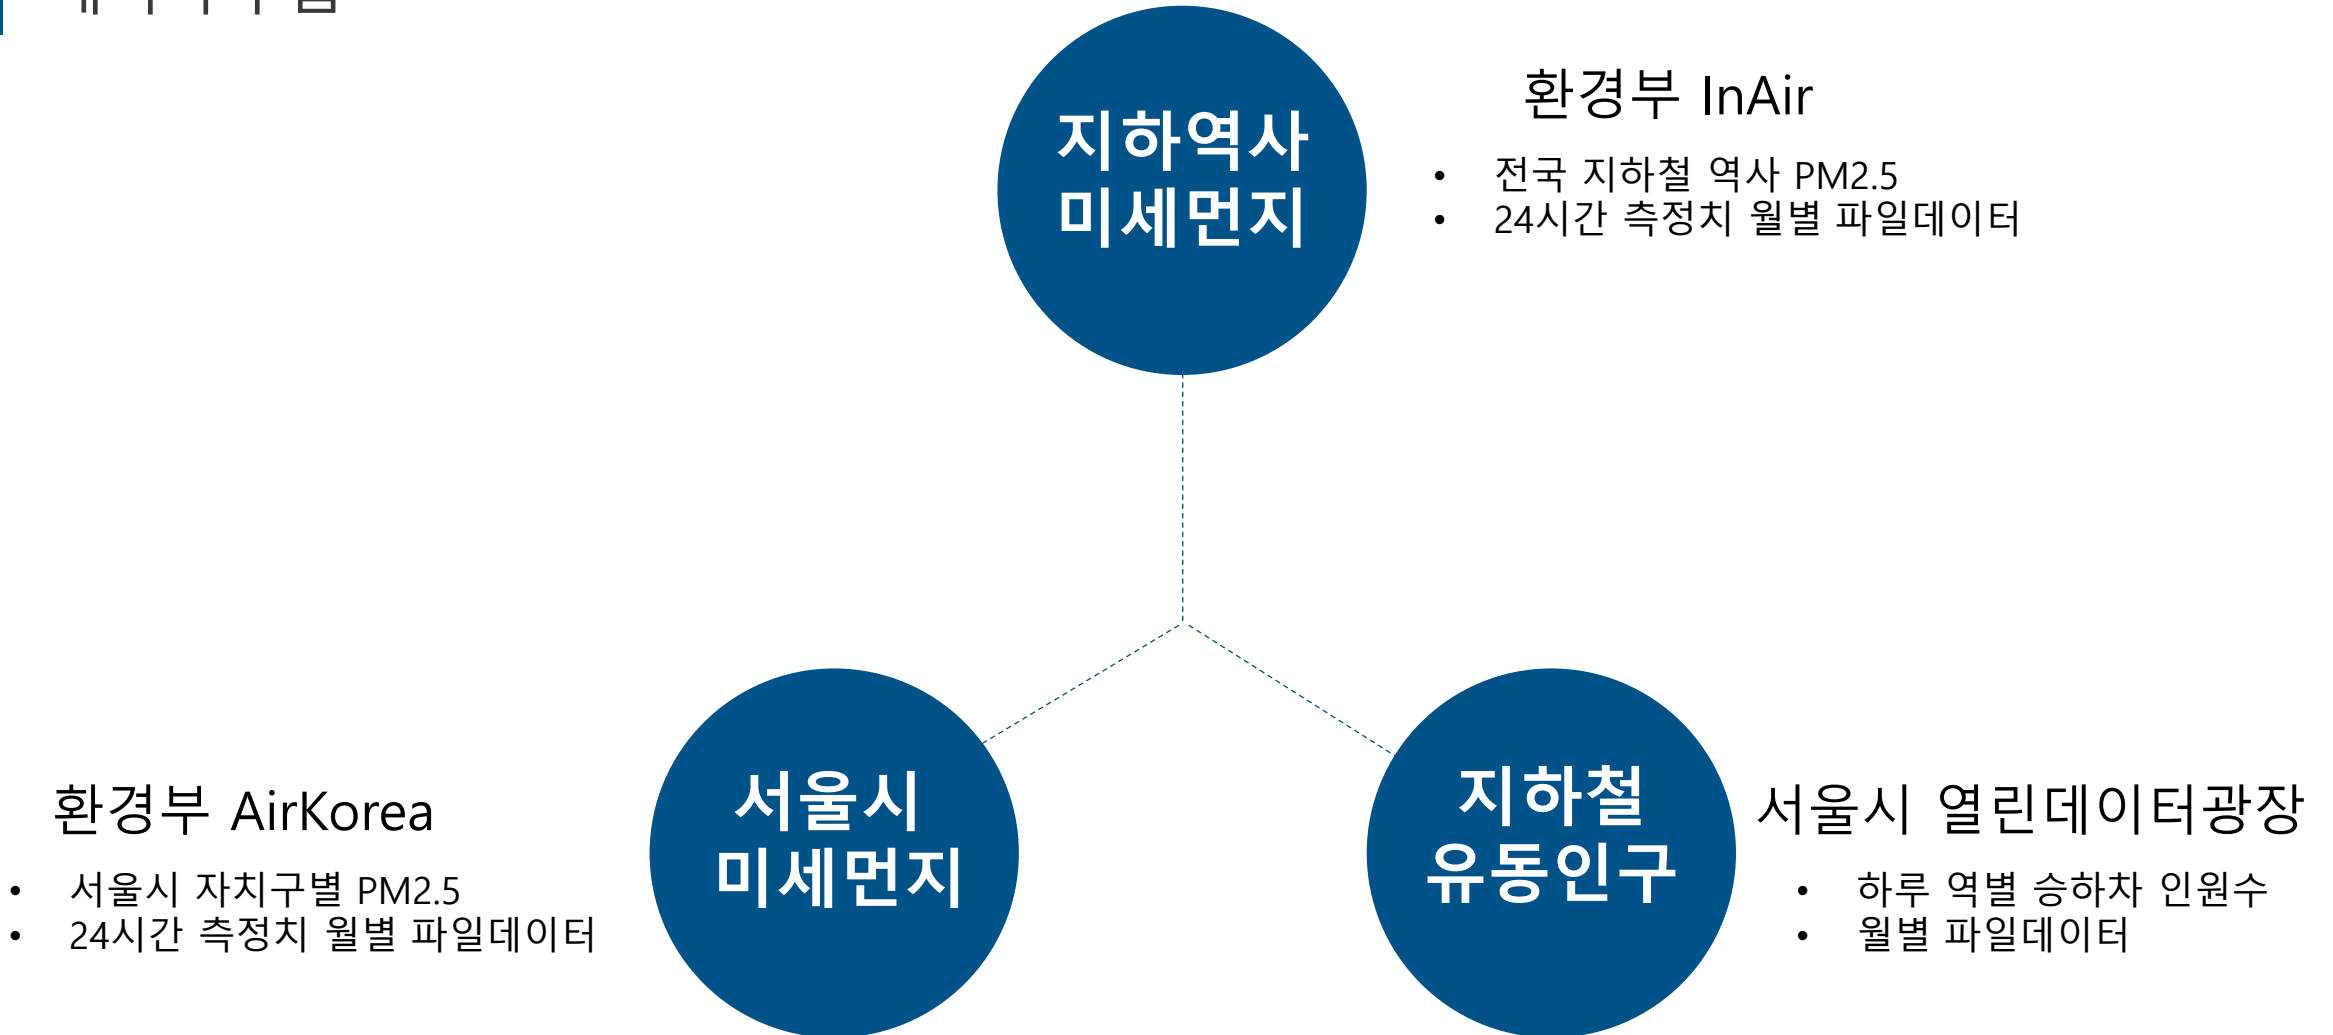 지하역사
미세먼지
환경부 InAir
• 전국 지하철 역사 PM2.5
• 24시간 측정치 월별 파일데이터
환경부 AirKorea
• 서울시 자치구별 PM2.5
• 24시간 측정치 월별 파일데이터
서울시
미세먼지
지하철
유동인구
서울시 열린데이터광장
• 하루 역별 승하차 인원수
• 월별 파일데이터